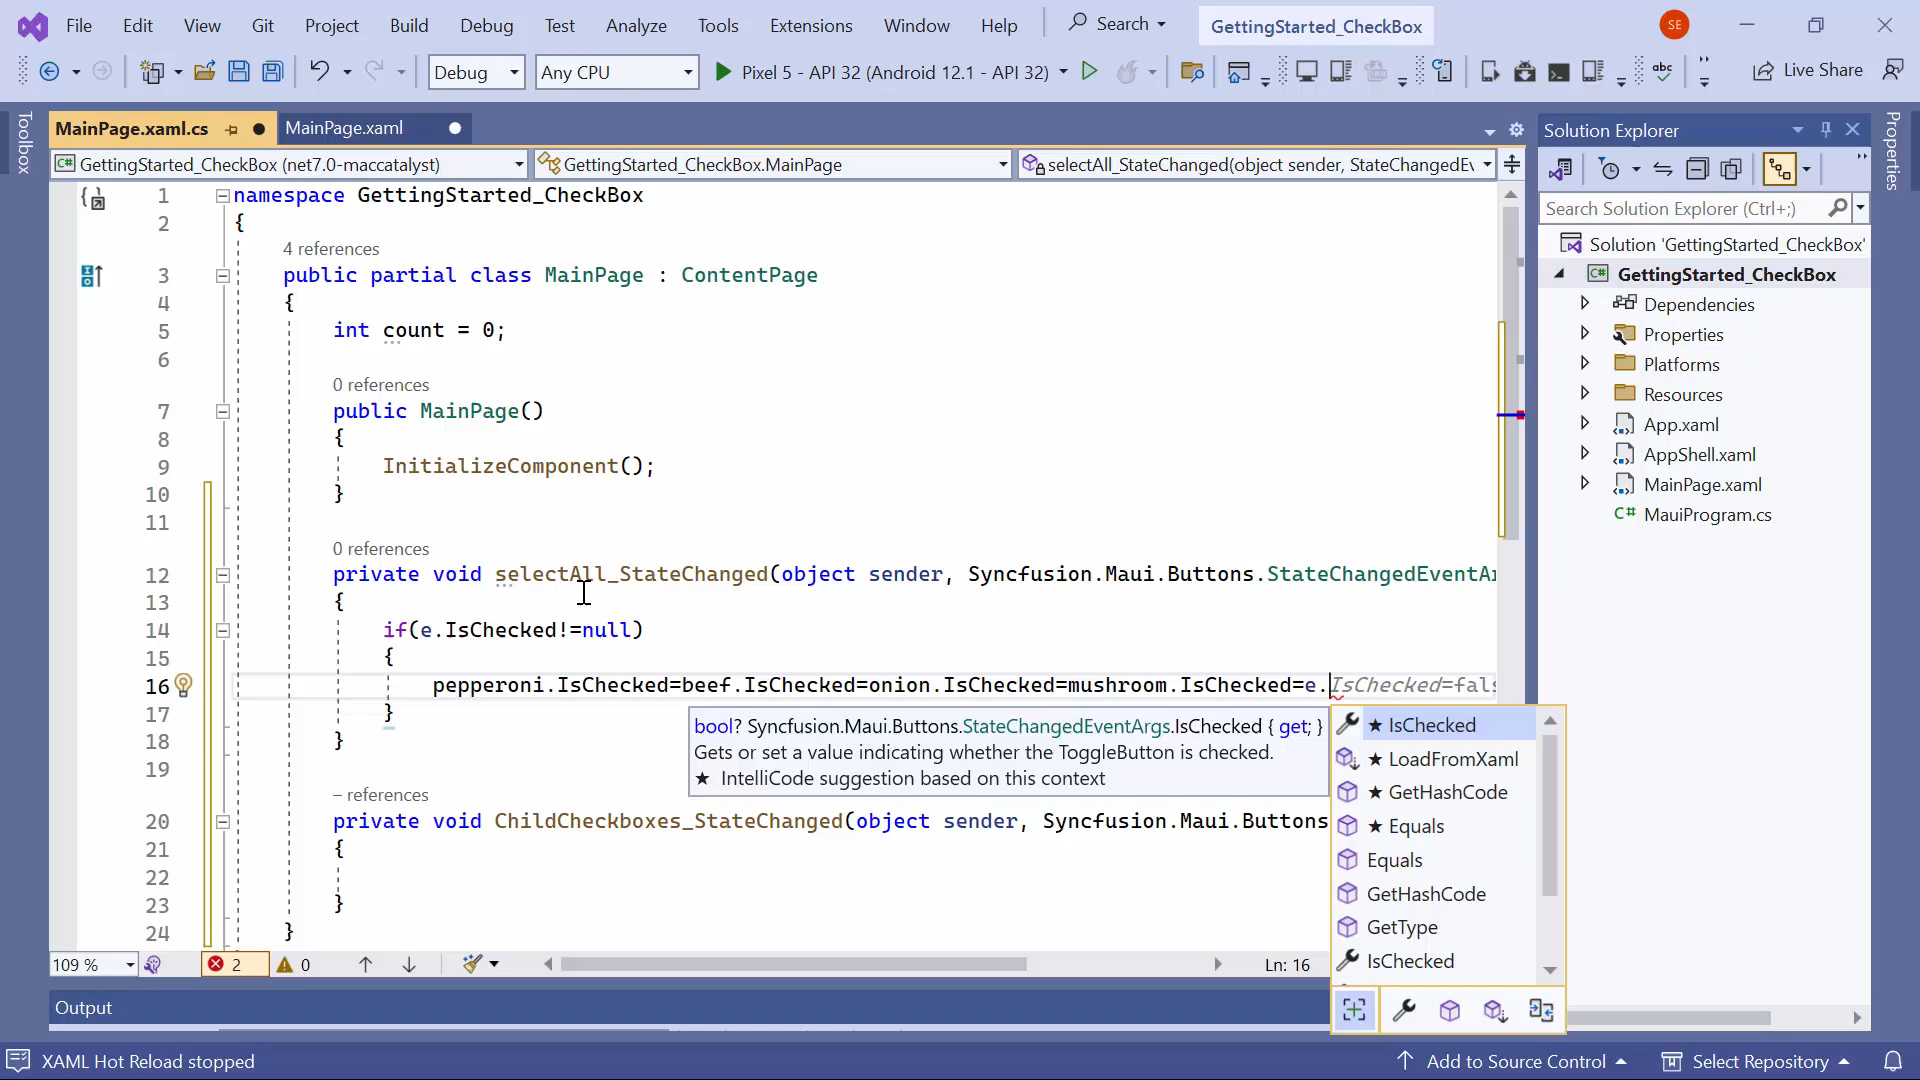 File Edit View Git Project Build Debug Test Analyze Tools Extensions Window Help Search GettingStarted_CheckBox SE
Debug Any CPU Pixel 5 - API 32 (Android 12.1 - API 32) abc Live Share
Toolbox
MainPage.xaml.cs MainPage.xaml
C# GettingStarted_CheckBox (net7.0-maccatalyst) GettingStarted_CheckBox.MainPage selectAll_StateChanged(object sender, StateChangedEv
1 namespace GettingStarted_CheckBox
2 {
4 references
3 public partial class MainPage : ContentPage
4 {
5 int count = 0;
6
0 references
7 public MainPage()
8 {
9 InitializeComponent();
10 }
11
0 references
12 private void selectAll_StateChanged(object sender, Syncfusion.Maui.Buttons.StateChangedEventAr
13 {
14 if(e.IsChecked!=null)
15 {
16 pepperoni.IsChecked=beef.IsChecked=onion.IsChecked=mushroom.IsChecked=e.IsChecked=fals
17 }
18 }
19
– references
20 private void ChildCheckboxes_StateChanged(object sender, Syncfusion.Maui.Buttons
21 {
22
23 }
24 }
bool? Syncfusion.Maui.Buttons.StateChangedEventArgs.IsChecked { get; }
Gets or set a value indicating whether the ToggleButton is checked.
★ IntelliCode suggestion based on this context
★ IsChecked
★ LoadFromXaml
★ GetHashCode
★ Equals
Equals
GetHashCode
GetType
IsChecked
109 % 2 0 Ln: 16
Output
Solution Explorer
Search Solution Explorer (Ctrl+;)
Solution 'GettingStarted_CheckBox'
C# GettingStarted_CheckBox
Dependencies
Properties
Platforms
Resources
App.xaml
AppShell.xaml
MainPage.xaml
C# MauiProgram.cs
Properties
XAML Hot Reload stopped Add to Source Control Select Repository